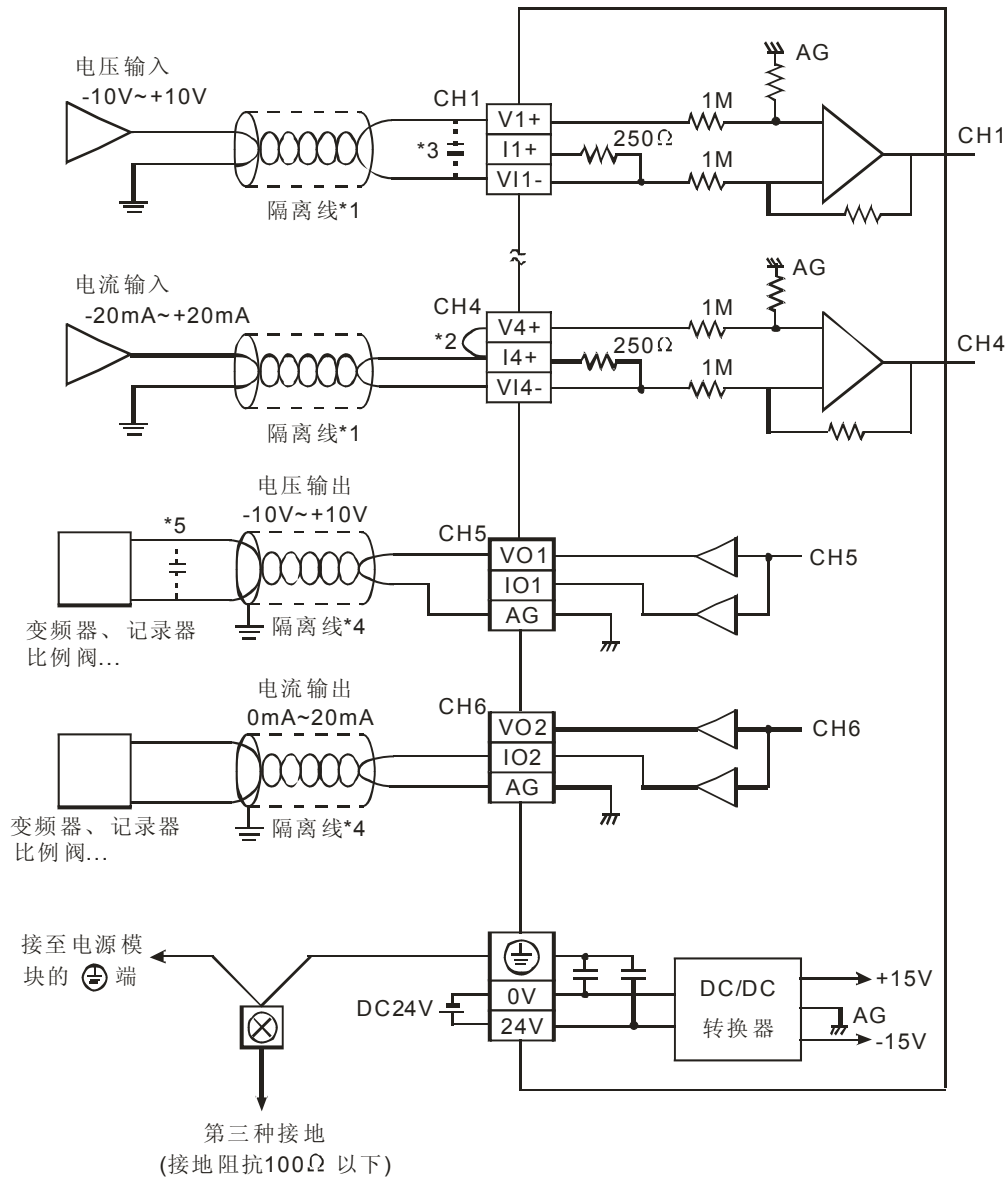 电压输入
-10V~+10V
CH1
*3
V1+
I1+
VI1-
250Ω
1M
1M
AG
CH1
隔离线*1
电流输入
-20mA~+20mA
CH4
*2
V4+
I4+
VI4-
250Ω
1M
1M
AG
CH4
隔离线*1
电压输出
-10V~+10V
*5
CH5
VO1
IO1
AG
CH5
隔离线*4
变频器、记录器
比例阀...
电流输出
0mA~20mA
CH6
VO2
IO2
AG
CH6
隔离线*4
变频器、记录器
比例阀...
接至电源模
块的 端
DC24V
0V
24V
DC/DC
转换器
+15V
AG
-15V
第三种接地
(接地阻抗100Ω 以下)